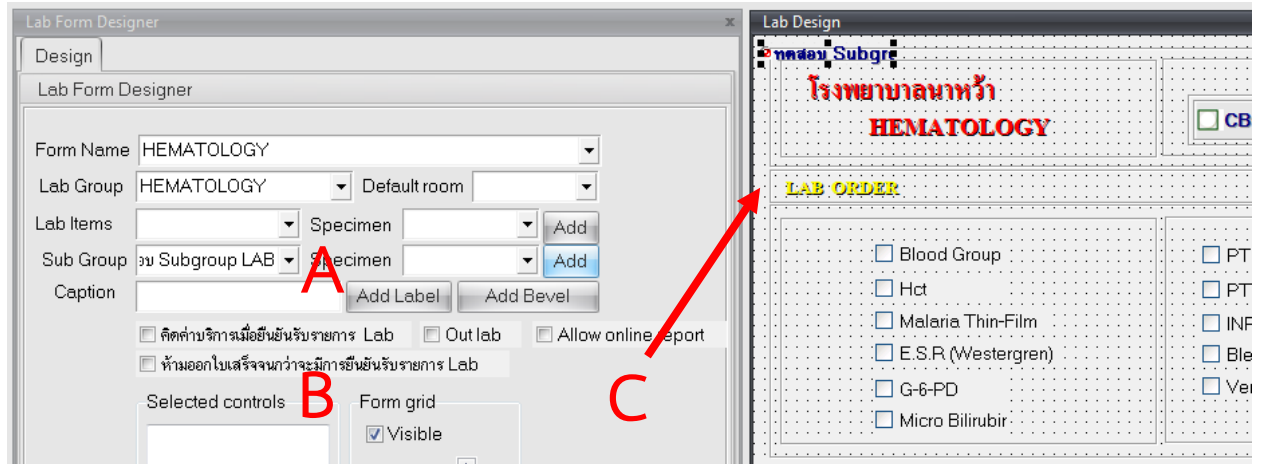 Lab Form Designer x
Design
Lab Form Designer
Form Name HEMATOLOGY
Lab Group HEMATOLOGY Default room
Lab Items Specimen Add
Sub Group อบ Subgroup LAB Specimen Add
A
Caption Add Label Add Bevel
คิดค่าบริการเมื่อยืนยันรับรายการ Lab Out lab Allow online report
ห้ามออกใบเสร็จจนกว่าจะมีการยืนยันรับรายการ Lab
B
Selected controls Form grid
Visible
C
Lab Design
ทดสอบ Subgr
โรงพยาบาลนาหว้า
HEMATOLOGY
CB
LAB ORDER
Blood Group PT
Hct PT
Malaria Thin-Film INF
E.S.R (Westergren) Ble
G-6-PD Ver
Micro Bilirubir